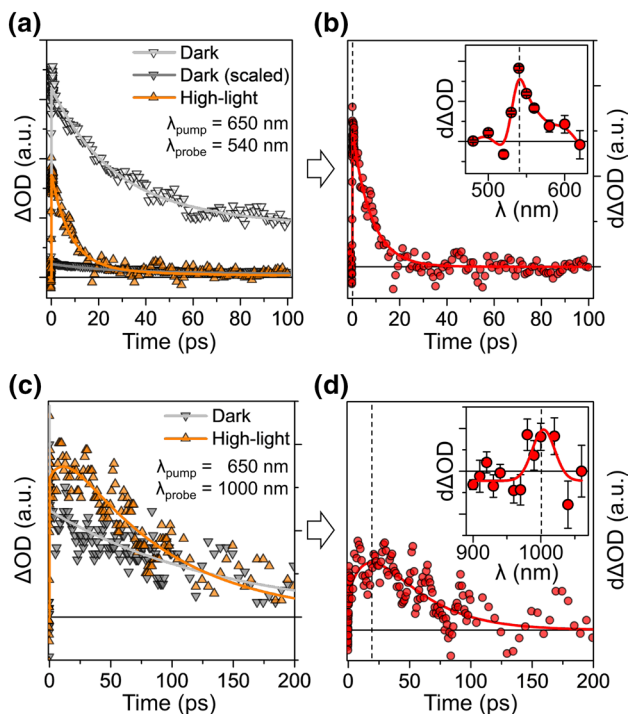 (a)
ΔOD (a.u.)
Dark
Dark (scaled)
High-light
λpump = 650 nm
λprobe = 540 nm
0 20 40 60 80 100
Time (ps)
(b)
dΔOD
480 540 600
λ (nm)
dΔOD (a.u.)
0 20 40 60 80 100
Time (ps)
(c)
ΔOD (a.u.)
Dark
High-light
λpump = 650 nm
λprobe = 1000 nm
0 50 100 150 200
Time (ps)
(d)
dΔOD
900 1000
λ (nm)
dΔOD (a.u.)
0 50 100 150 200
Time (ps)